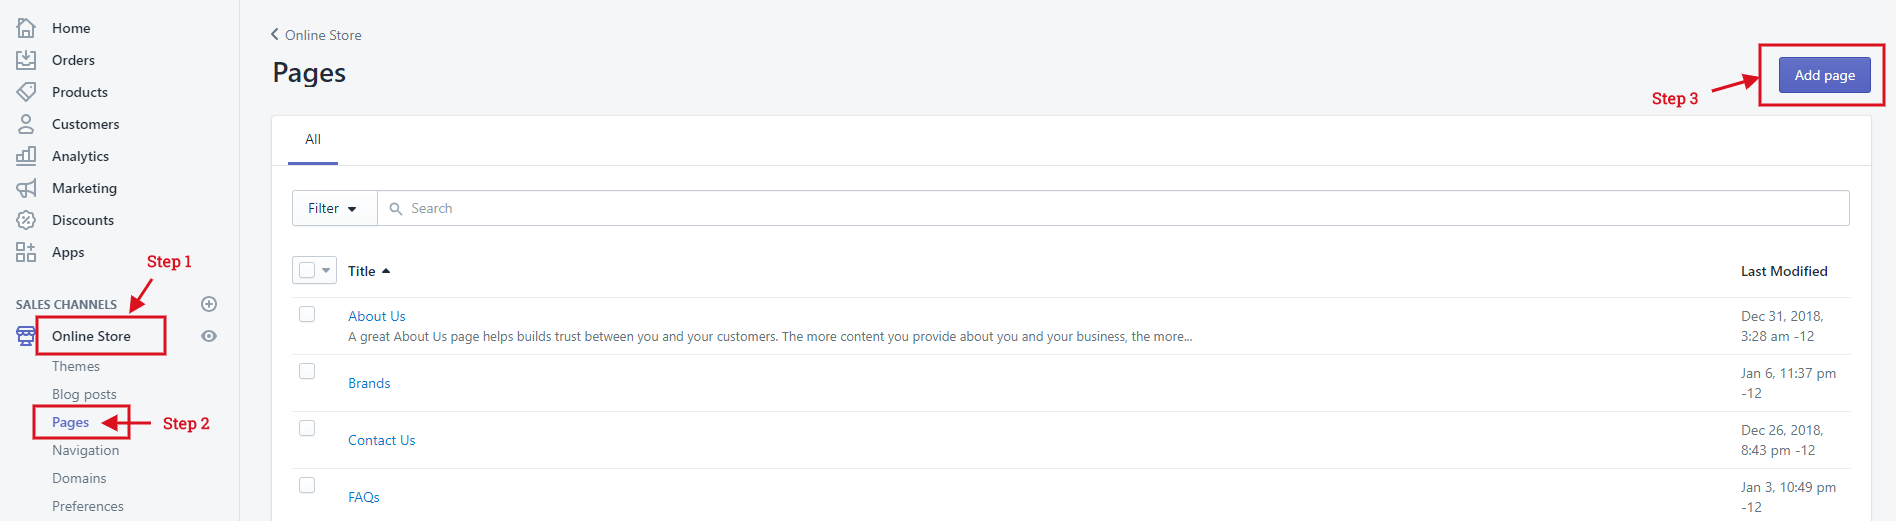 Home
Orders
Products
Customers
Analytics
Marketing
Discounts
Apps
Step 1
SALES CHANNELS
Online Store
Themes
Blog posts
Pages
Step 2
Navigation
Domains
Preferences
Online Store
Pages
Add page
Step 3
All
Filter
Search
Title
Last Modified
About Us
A great About Us page helps builds trust between you and your customers. The more content you provide about you and your business, the more...
Dec 31, 2018,
3:28 am -12
Brands
Jan 6, 11:37 pm
-12
Contact Us
Dec 26, 2018,
8:43 pm -12
FAQs
Jan 3, 10:49 pm
-12